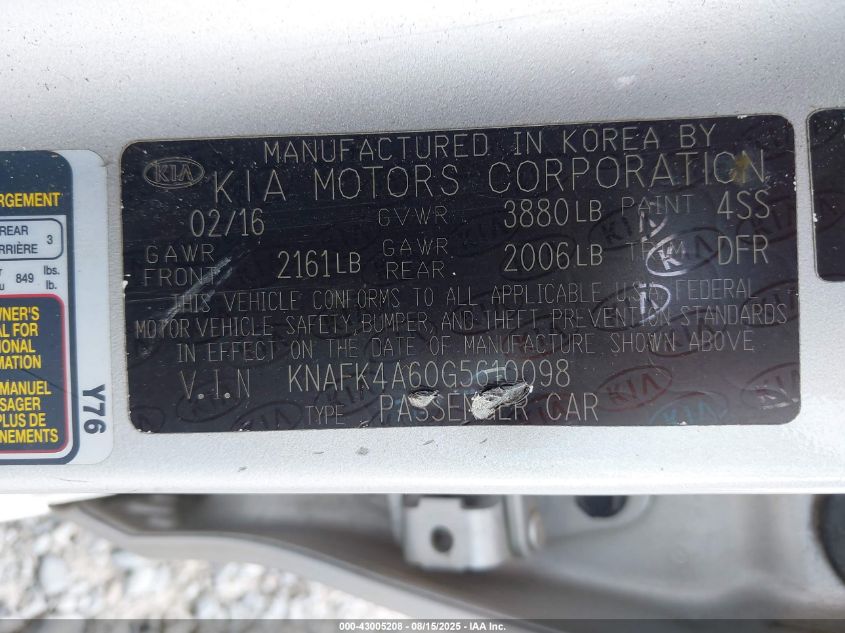 RGEMENT
REAR
RRIÈRE 3
849 lbs.
lb.
WNER'S
AL FOR
IONAL
MATION
MANUEL
SAGER
PLUS DE
NEMENTS
Y76
MANUFACTURED IN KOREA BY
KIA KIA MOTORS CORPORATION
02/16 GVWR 3880LB PAINT 4SS
GAWR FRONT 2161LB GAWR REAR 2006LB TRIM DFR
THIS VEHICLE CONFORMS TO ALL APPLICABLE U.S. FEDERAL
MOTOR VEHICLE SAFETY,BUMPER,AND THEFT PREVENTION STANDARDS
IN EFFECT ON THE DATE OF MANUFACTURE SHOWN ABOVE
V.I.N KNAFK4A60G5610098
TYPE PASSENGER CAR
000-43005208 - 08/15/2025 - IAA Inc.